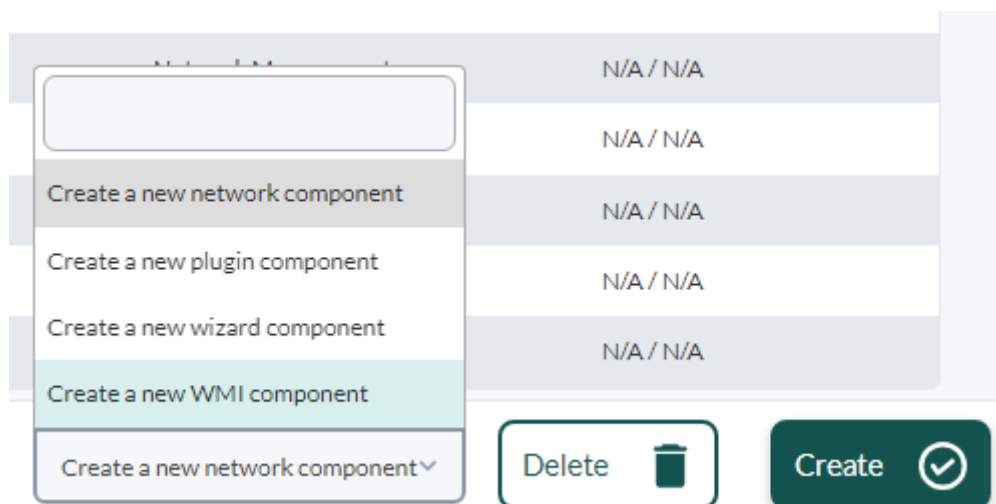 N/A / N/A
N/A / N/A
Create a new network component
N/A / N/A
Create a new plugin component
N/A / N/A
Create a new wizard component
N/A / N/A
Create a new WMI component
Create a new network component
Delete
Create